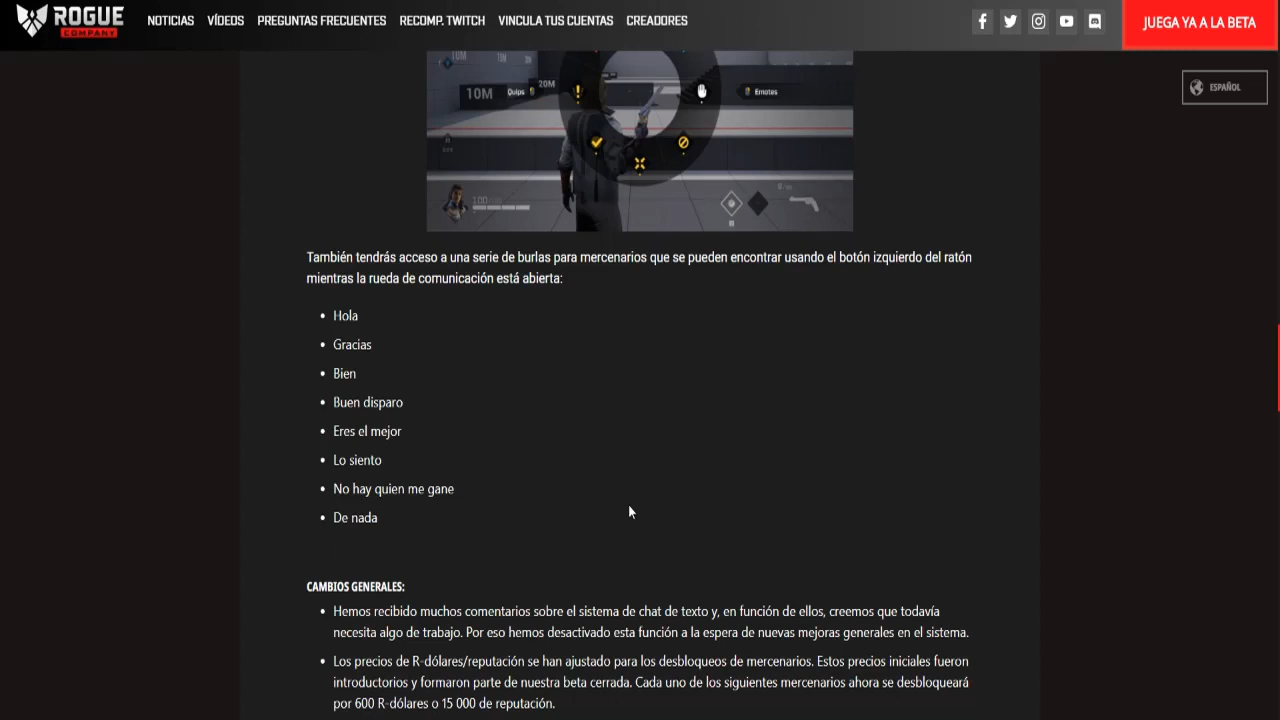 ROGUE
COMPANY
NOTICIAS VÍDEOS PREGUNTAS FRECUENTES RECOMP. TWITCH VINCULA TUS CUENTAS CREADORES
JUEGA YA A LA BETA
ESPAÑOL
10M
10M
10M Quips 20M
Emotes
100
También tendrás acceso a una serie de burlas para mercenarios que se pueden encontrar usando el botón izquierdo del ratón
mientras la rueda de comunicación está abierta:
• Hola
• Gracias
• Bien
• Buen disparo
• Eres el mejor
• Lo siento
• No hay quien me gane
• De nada
CAMBIOS GENERALES:
• Hemos recibido muchos comentarios sobre el sistema de chat de texto y, en función de ellos, creemos que todavía
necesita algo de trabajo. Por eso hemos desactivado esta función a la espera de nuevas mejoras generales en el sistema.
• Los precios de R-dólares/reputación se han ajustado para los desbloqueos de mercenarios. Estos precios iniciales fueron
introductorios y formaron parte de nuestra beta cerrada. Cada uno de los siguientes mercenarios ahora se desbloqueará
por 600 R-dólares o 15 000 de reputación.